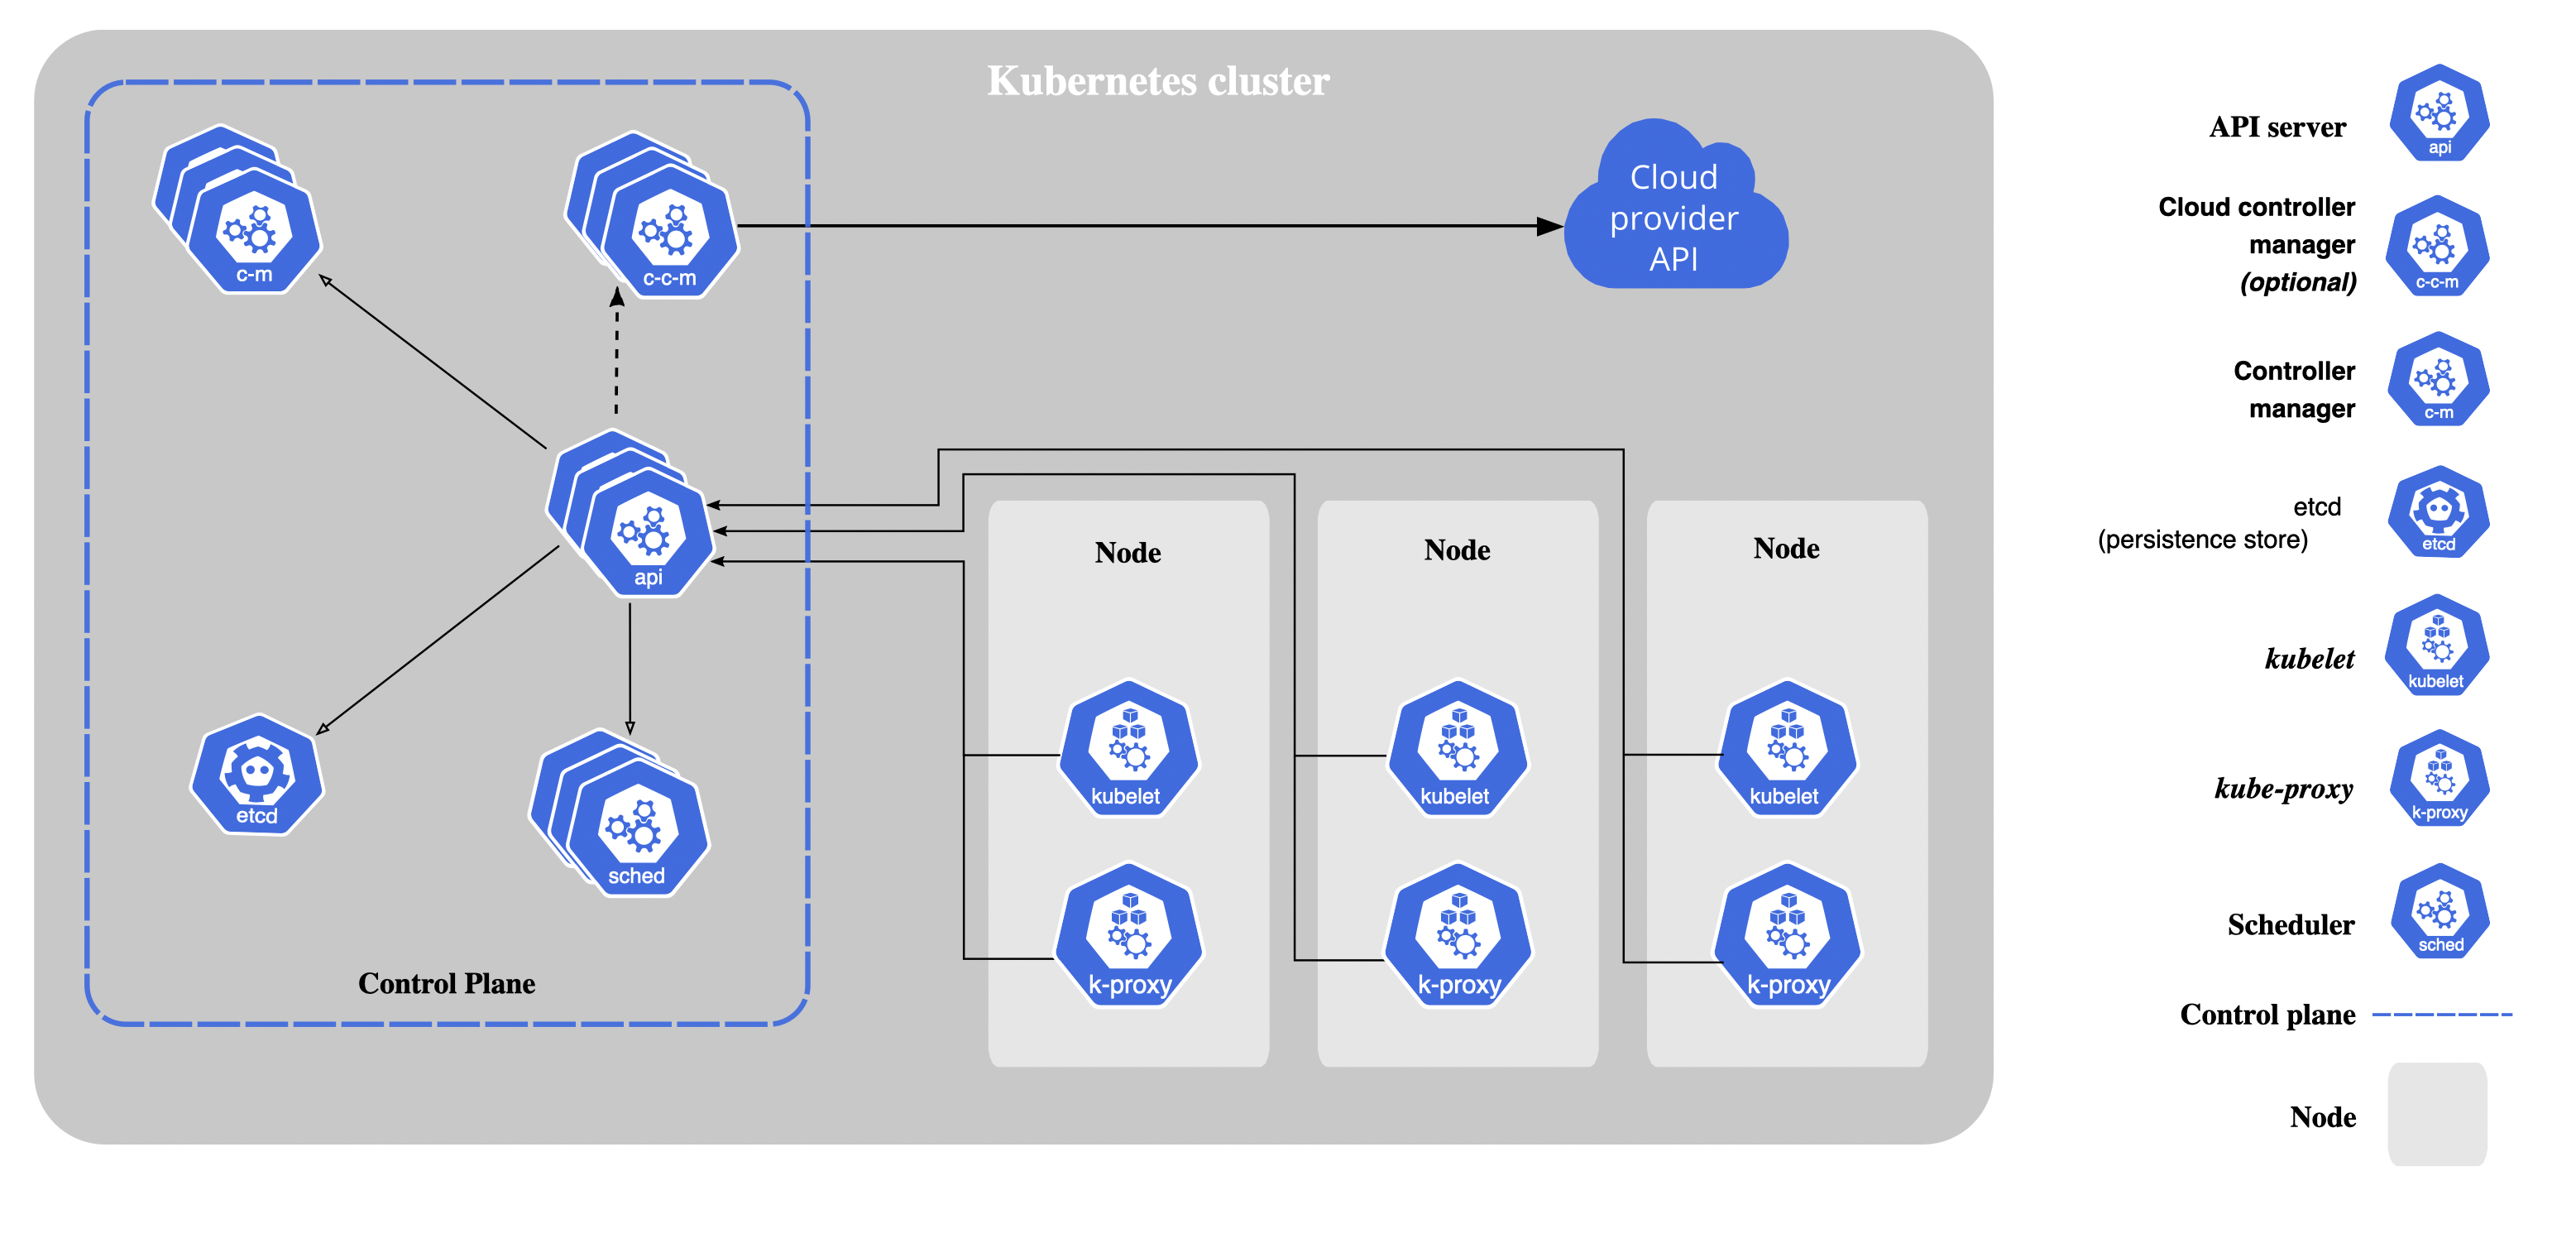 Kubernetes cluster
c-m
c-c-m
Cloud
provider
API
api
etcd
sched
Control Plane
Node
kubelet
k-proxy
Node
kubelet
k-proxy
Node
kubelet
k-proxy
API server
api
Cloud controller
manager
(optional)
c-c-m
Controller
manager
c-m
etcd
(persistence store)
etcd
kubelet
kubelet
kube-proxy
k-proxy
Scheduler
sched
Control plane
Node